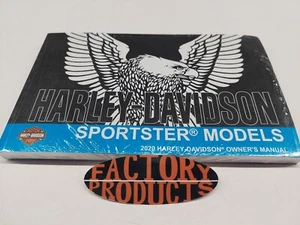 HARLEY-DAVIDSON
SPORTSTER® MODELS
2020 HARLEY-DAVIDSON® OWNER'S MANUAL
FACTORY
PRODUCTS